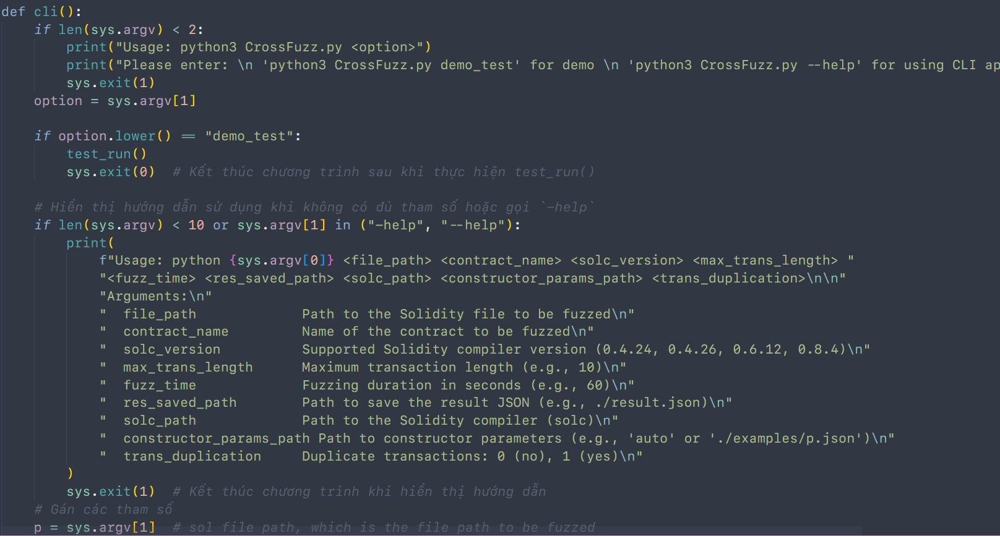 def cli():
    if len(sys.argv) < 2:
        print("Usage: python3 CrossFuzz.py <option>")
        print("Please enter: \n 'python3 CrossFuzz.py demo_test' for demo \n 'python3 CrossFuzz.py --help' for using CLI
        sys.exit(1)
    option = sys.argv[1]

    if option.lower() == "demo_test":
        test_run()
        sys.exit(0)  # Kết thúc chương trình sau khi thực hiện test_run()

    # Hiển thị hướng dẫn sử dụng khi không có đủ tham số hoặc gọi `-help`
    if len(sys.argv) < 10 or sys.argv[1] in ("-help", "--help"):
        print(
            f"Usage: python {sys.argv[0]} <file_path> <contract_name> <solc_version> <max_trans_length> "
            "<fuzz_time> <res_saved_path> <solc_path> <constructor_params_path> <trans_duplication>\n\n"
            "Arguments:\n"
            "  file_path             Path to the Solidity file to be fuzzed\n"
            "  contract_name         Name of the contract to be fuzzed\n"
            "  solc_version          Supported Solidity compiler version (0.4.24, 0.4.26, 0.6.12, 0.8.4)\n"
            "  max_trans_length      Maximum transaction length (e.g., 10)\n"
            "  fuzz_time             Fuzzing duration in seconds (e.g., 60)\n"
            "  res_saved_path        Path to save the result JSON (e.g., ./result.json)\n"
            "  solc_path             Path to the Solidity compiler (solc)\n"
            "  constructor_params_path Path to constructor parameters (e.g., 'auto' or './examples/p.json')\n"
            "  trans_duplication     Duplicate transactions: 0 (no), 1 (yes)\n"
        )
        sys.exit(1)  # Kết thúc chương trình khi hiển thị hướng dẫn
    # Gán các tham số
    p = sys.argv[1]  # sol file path, which is the file path to be fuzzed